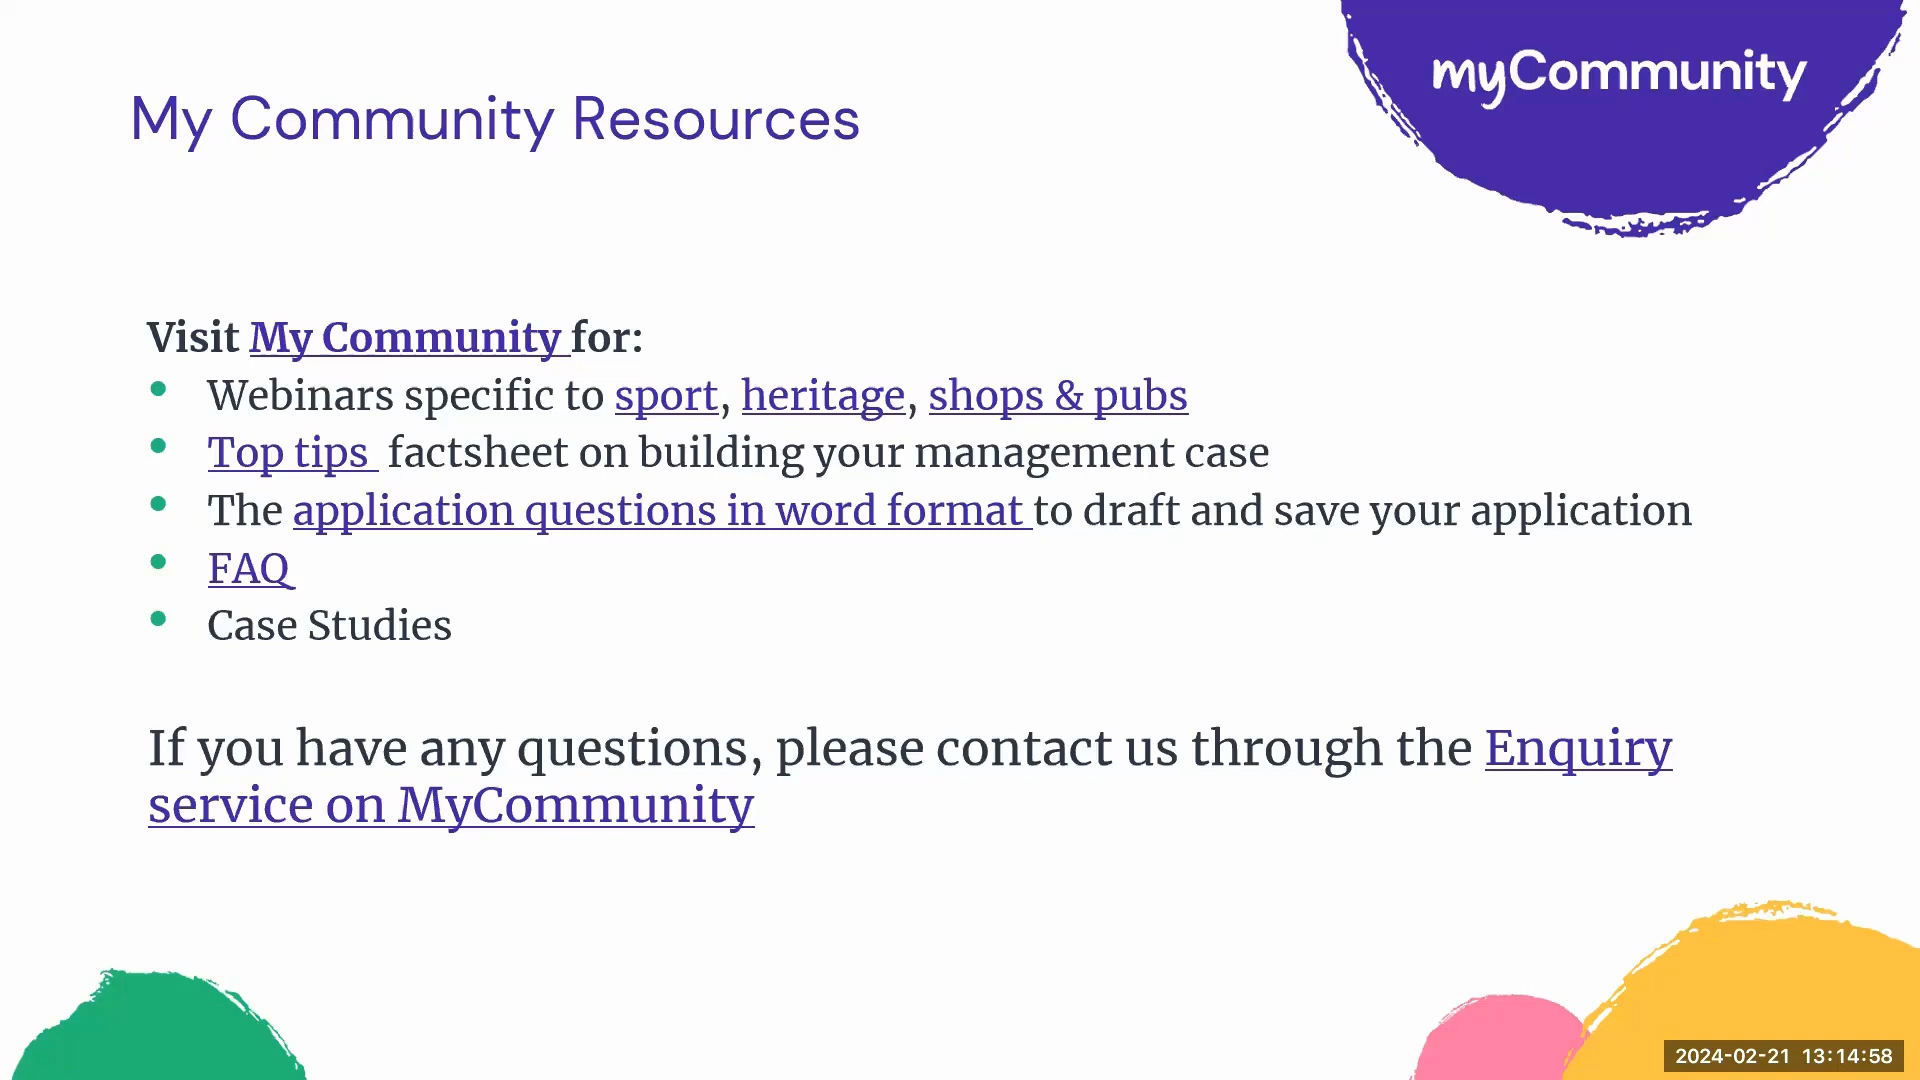 myCommunity
My Community Resources
Visit My Community for:
• Webinars specific to sport, heritage, shops & pubs
• Top tips  factsheet on building your management case
• The application questions in word format to draft and save your application
• FAQ
• Case Studies
If you have any questions, please contact us through the Enquiry
service on MyCommunity
2024-02-21 13:14:58